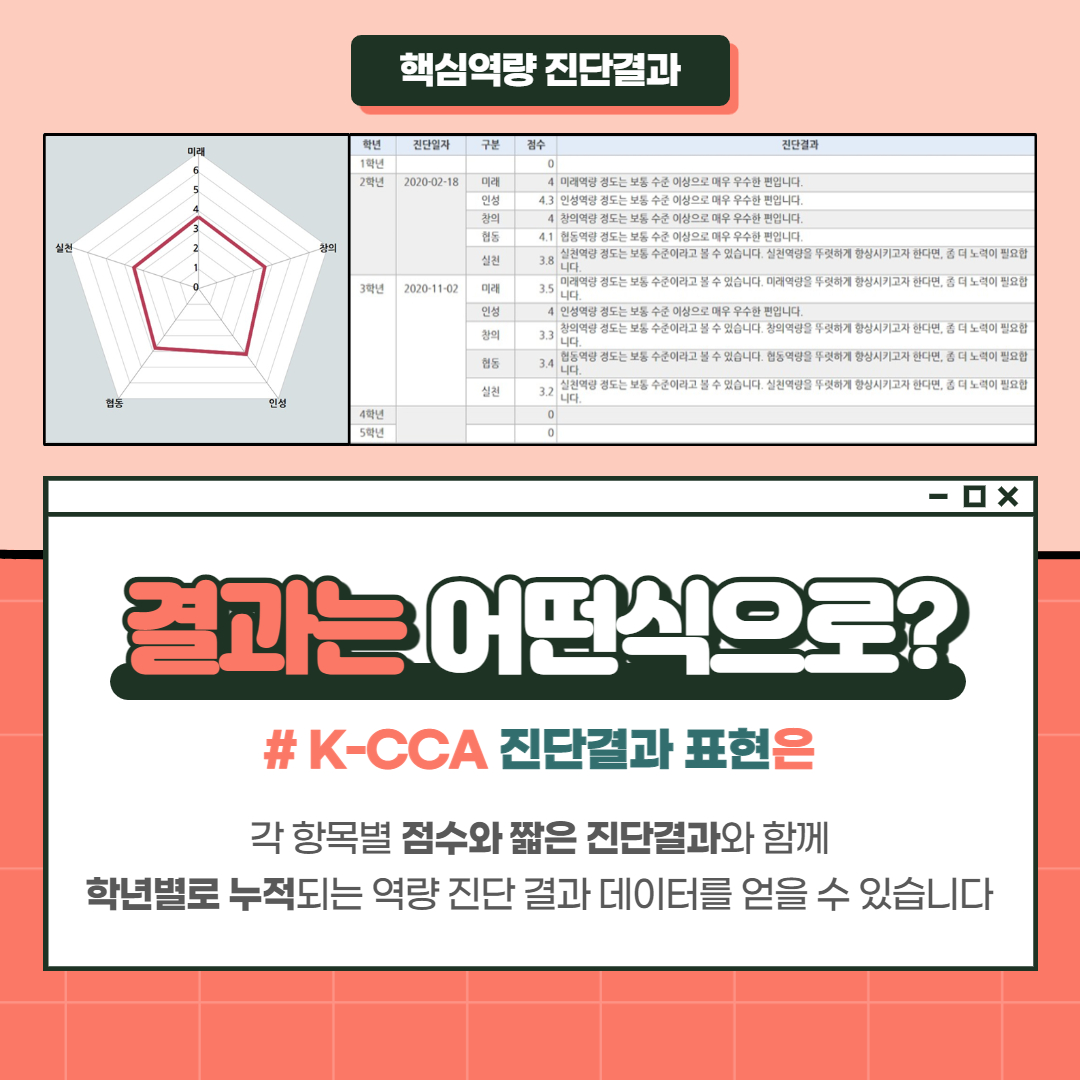 핵심역량 진단결과
미래
6
5
4
3
2
1
0
실천
창의
협동
인성
학년 진단일자 구분 점수 진단결과
1학년 0
2학년 2020-02-18 미래 4 미래역량 정도는 보통 수준 이상으로 매우 우수한 편입니다.
인성 4.3 인성역량 정도는 보통 수준 이상으로 매우 우수한 편입니다.
창의 4 창의역량 정도는 보통 수준 이상으로 매우 우수한 편입니다.
협동 4.1 협동역량 정도는 보통 수준 이상으로 매우 우수한 편입니다.
실천 3.8 실천역량 정도는 보통 수준이라고 볼 수 있습니다. 실천역량을 뚜렷하게 향상시키고자 한다면, 좀 더 노력이 필요합
니다.
3학년 2020-11-02 미래 3.5 미래역량 정도는 보통 수준이라고 볼 수 있습니다. 미래역량을 뚜렷하게 향상시키고자 한다면, 좀 더 노력이 필요합
니다.
인성 4 인성역량 정도는 보통 수준 이상으로 매우 우수한 편입니다.
창의 3.3 창의역량 정도는 보통 수준이라고 볼 수 있습니다. 창의역량을 뚜렷하게 향상시키고자 한다면, 좀 더 노력이 필요합
니다.
협동 3.4 협동역량 정도는 보통 수준이라고 볼 수 있습니다. 협동역량을 뚜렷하게 향상시키고자 한다면, 좀 더 노력이 필요합
니다.
실천 3.2 실천역량 정도는 보통 수준이라고 볼 수 있습니다. 실천역량을 뚜렷하게 향상시키고자 한다면, 좀 더 노력이 필요합
니다.
4학년 0
5학년 0
결과는 어떤식으로?
# K-CCA 진단결과 표현은
각 항목별 점수와 짧은 진단결과와 함께
학년별로 누적되는 역량 진단 결과 데이터를 얻을 수 있습니다